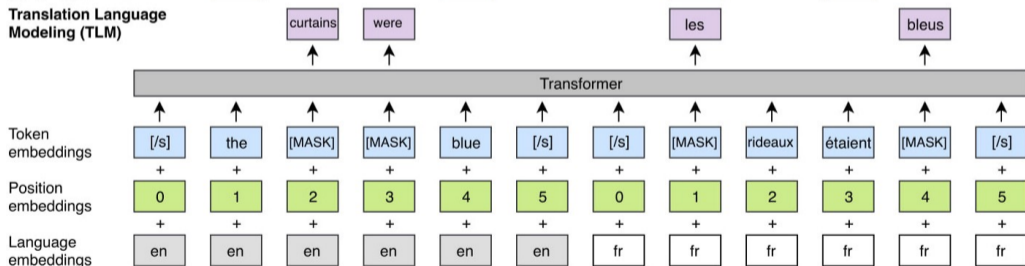 Translation Language
Modeling (TLM)
curtains were les bleus
Transformer
Token
embeddings
[/s] the [MASK] [MASK] blue [/s] [/s] [MASK] rideaux étaient [MASK] [/s]
+ + + + + + + + + + + +
Position
embeddings
0 1 2 3 4 5 0 1 2 3 4 5
+ + + + + + + + + + + +
Language
embeddings
en en en en en en fr fr fr fr fr fr